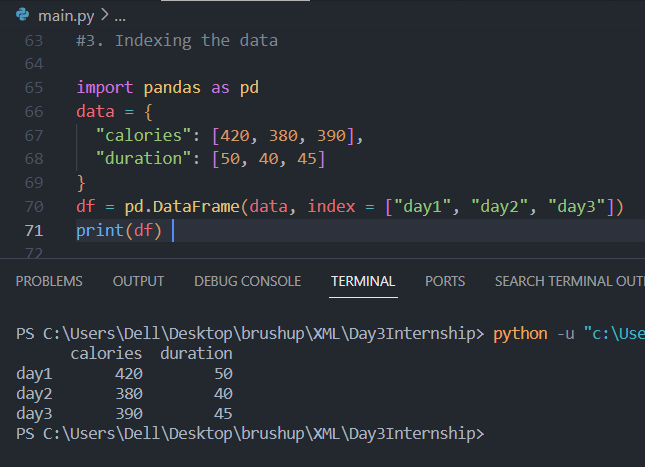 main.py > ...
63 #3. Indexing the data
64
65 import pandas as pd
66 data = {
67 "calories": [420, 380, 390],
68 "duration": [50, 40, 45]
69 }
70 df = pd.DataFrame(data, index = ["day1", "day2", "day3"])
71 print(df)
72
PROBLEMS OUTPUT DEBUG CONSOLE TERMINAL PORTS SEARCH TERMINAL OUT
PS C:\Users\Dell\Desktop\brushup\XML\Day3Internship> python -u "c:\Use
calories duration
day1 420 50
day2 380 40
day3 390 45
PS C:\Users\Dell\Desktop\brushup\XML\Day3Internship>